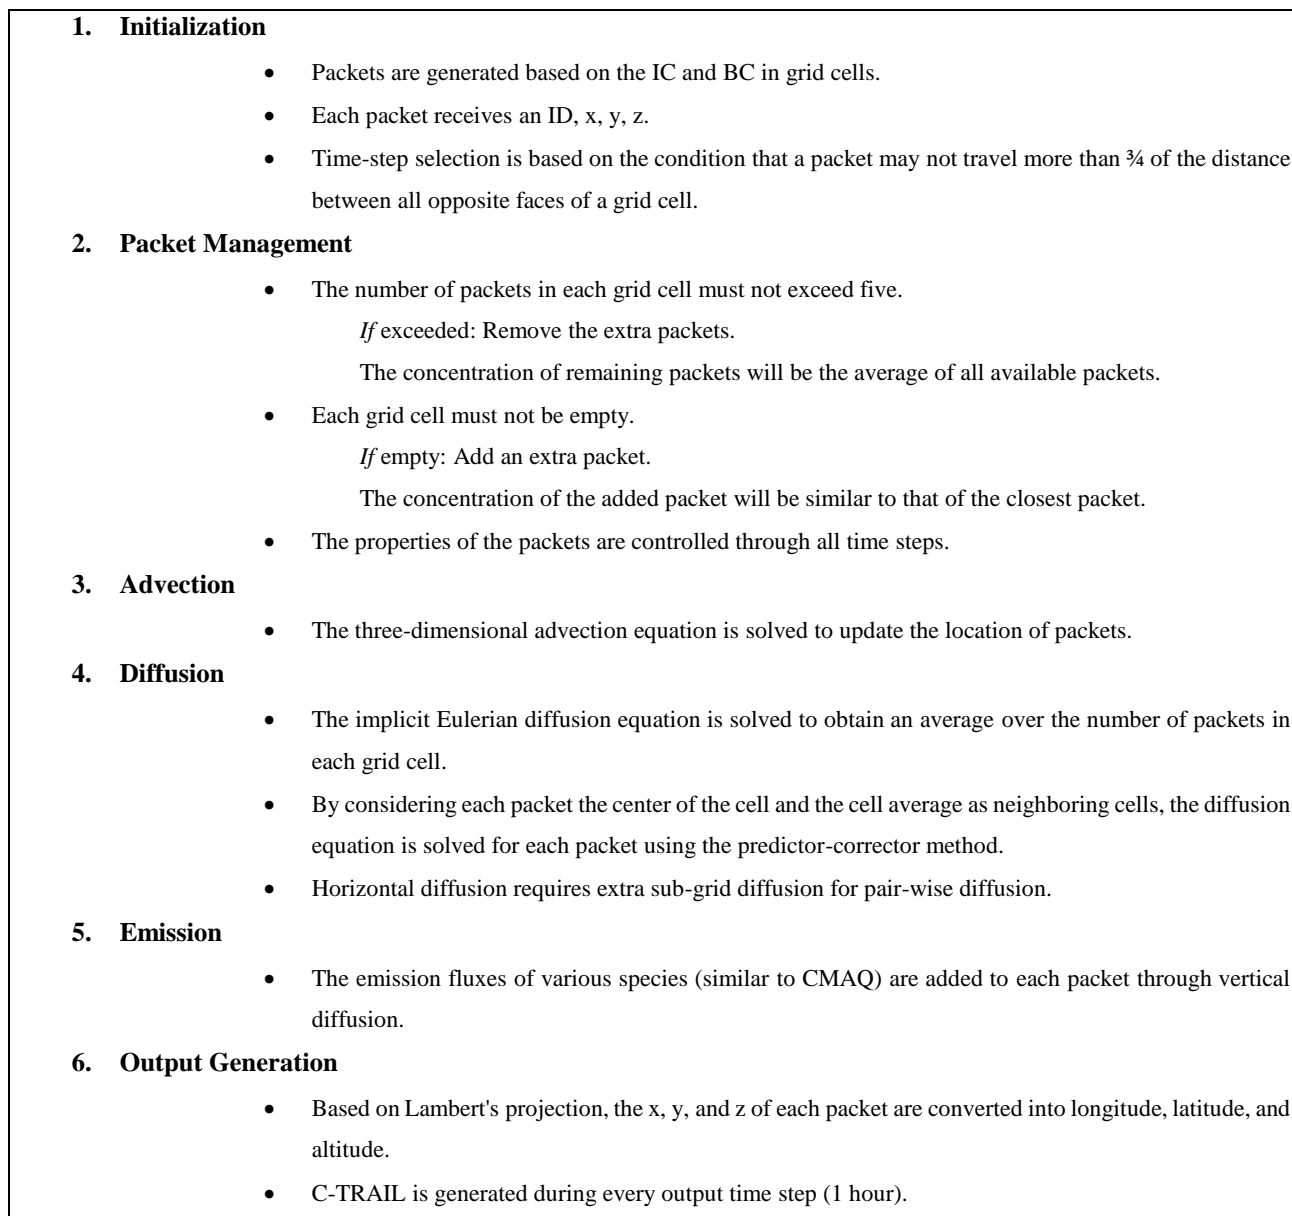 1. Initialization
• Packets are generated based on the IC and BC in grid cells.
• Each packet receives an ID, x, y, z.
• Time-step selection is based on the condition that a packet may not travel more than ¾ of the distance
between all opposite faces of a grid cell.
2. Packet Management
• The number of packets in each grid cell must not exceed five.
If exceeded: Remove the extra packets.
The concentration of remaining packets will be the average of all available packets.
• Each grid cell must not be empty.
If empty: Add an extra packet.
The concentration of the added packet will be similar to that of the closest packet.
• The properties of the packets are controlled through all time steps.
3. Advection
• The three-dimensional advection equation is solved to update the location of packets.
4. Diffusion
• The implicit Eulerian diffusion equation is solved to obtain an average over the number of packets in
each grid cell.
• By considering each packet the center of the cell and the cell average as neighboring cells, the diffusion
equation is solved for each packet using the predictor-corrector method.
• Horizontal diffusion requires extra sub-grid diffusion for pair-wise diffusion.
5. Emission
• The emission fluxes of various species (similar to CMAQ) are added to each packet through vertical
diffusion.
6. Output Generation
• Based on Lambert's projection, the x, y, and z of each packet are converted into longitude, latitude, and
altitude.
• C-TRAIL is generated during every output time step (1 hour).